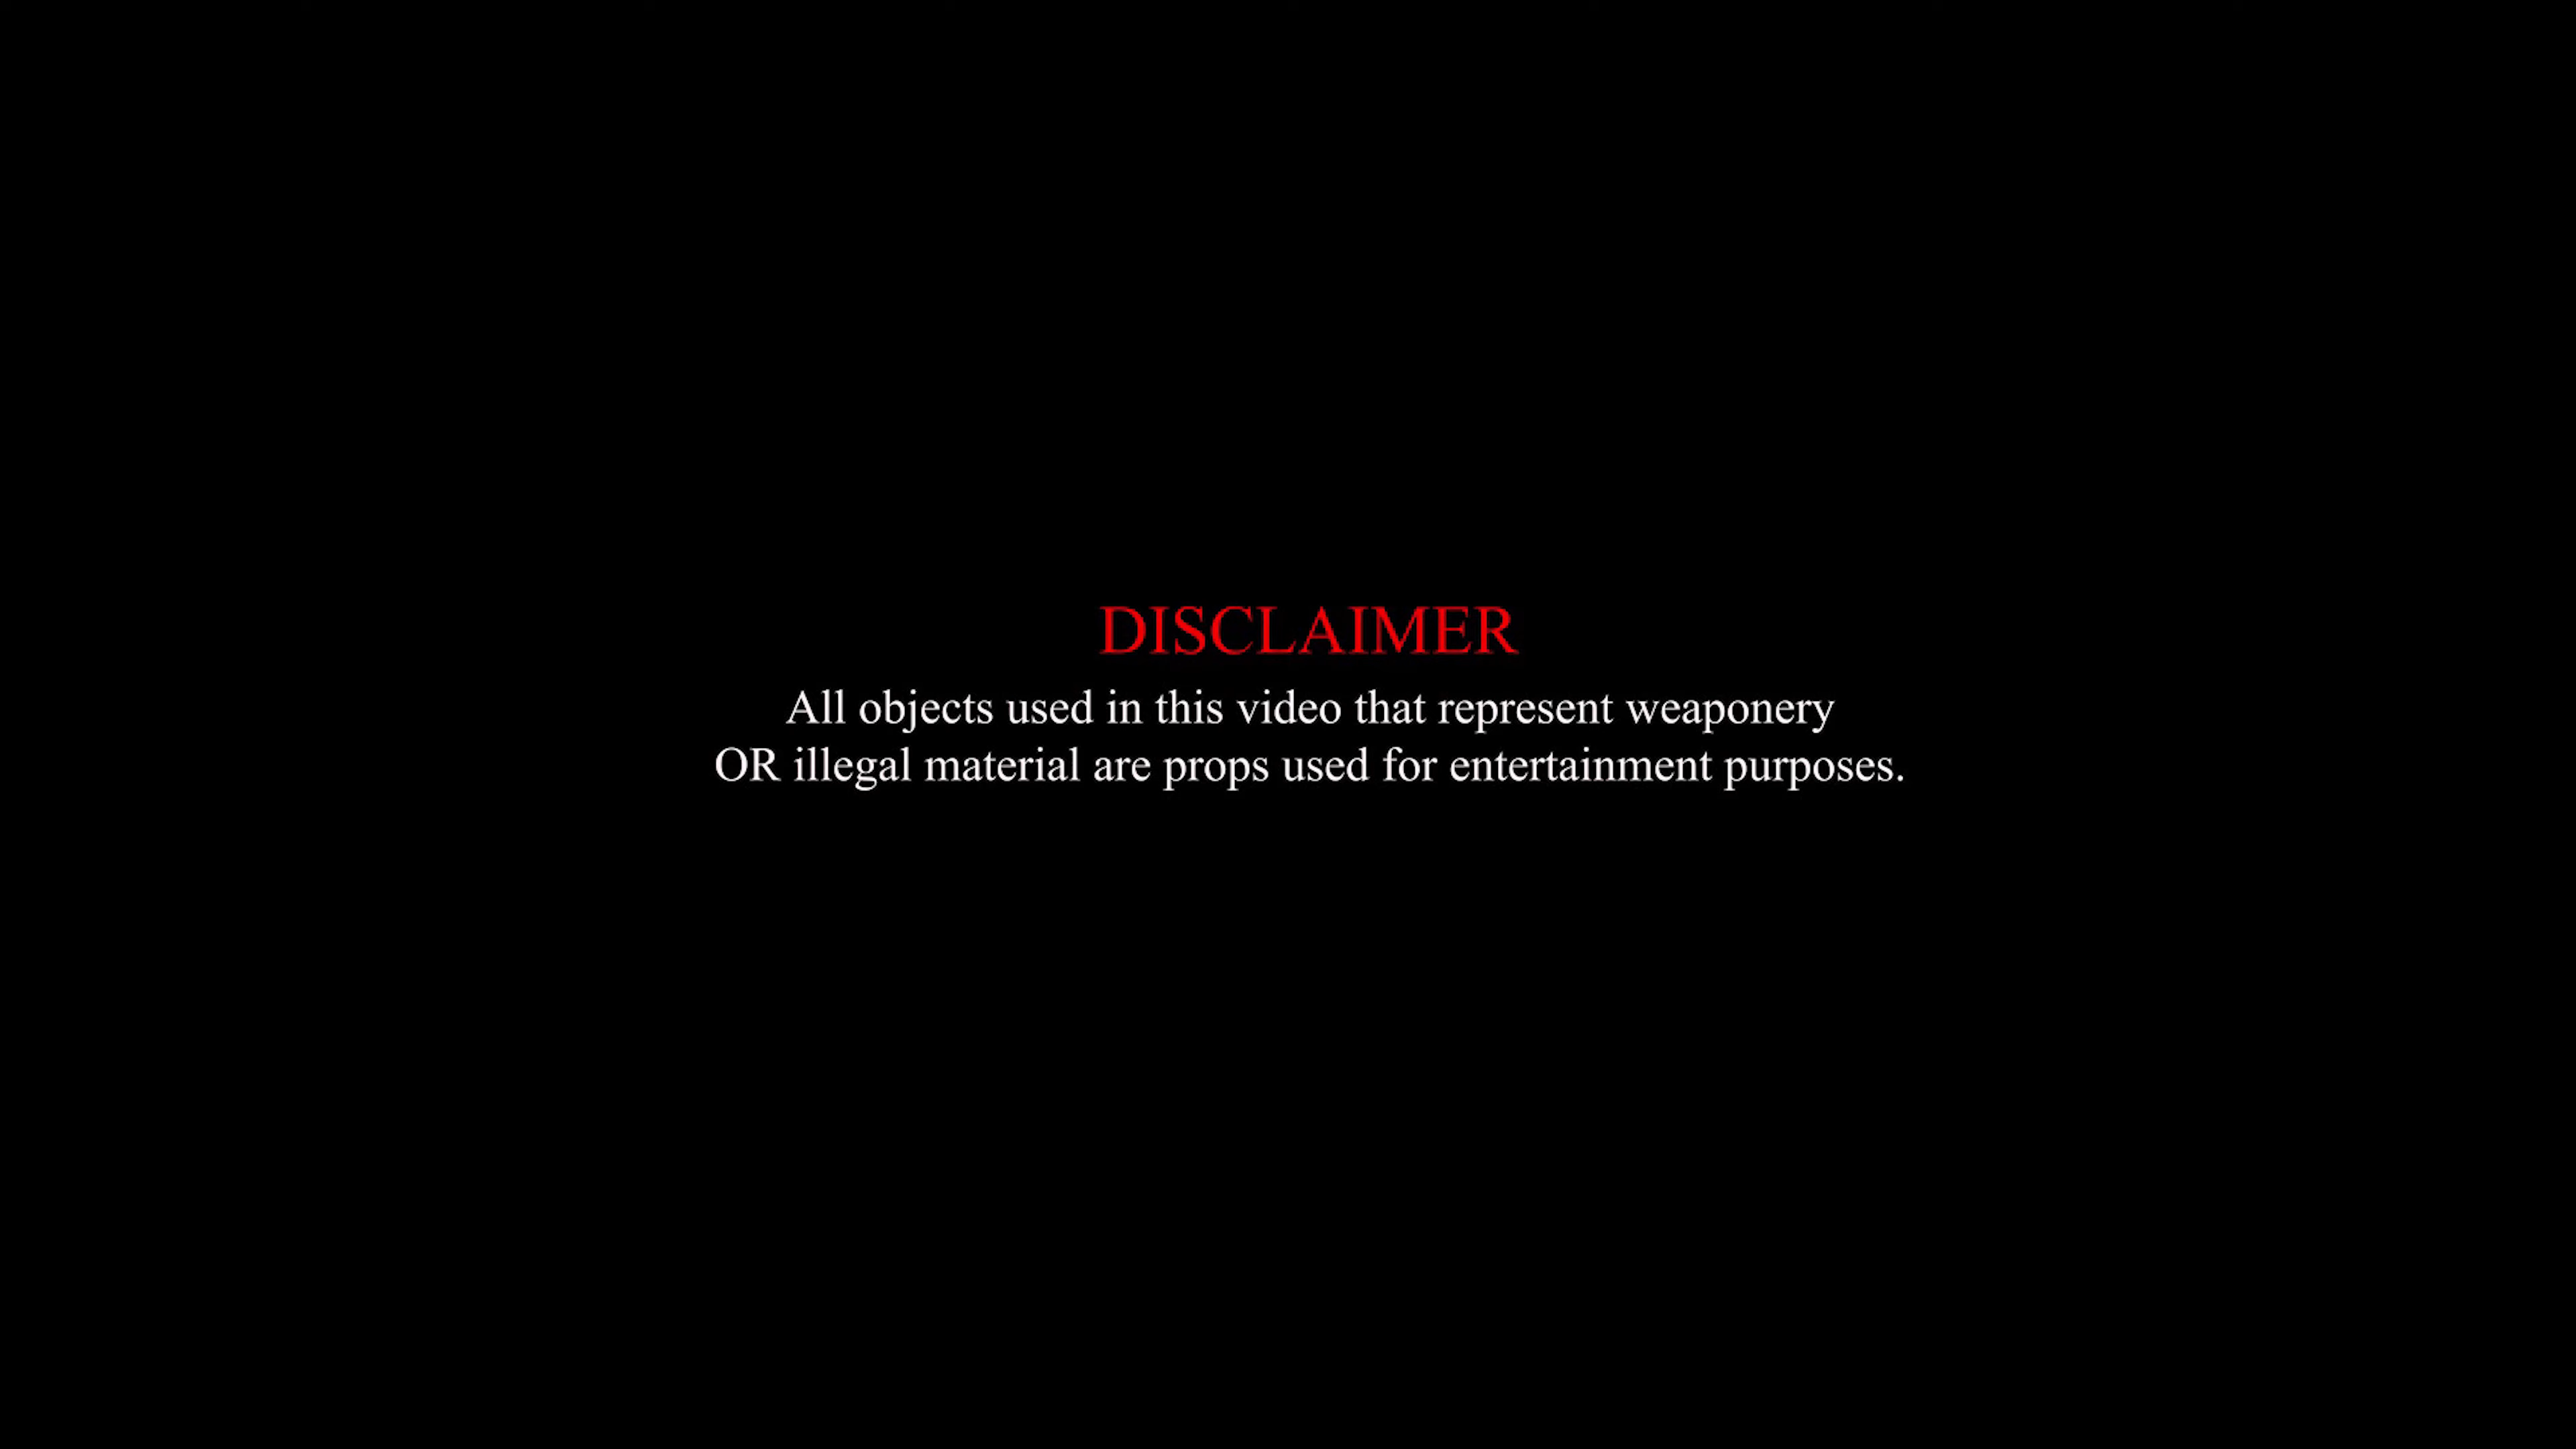 DISCLAIMER
All objects used in this video that represent weaponery
OR illegal material are props used for entertainment purposes.